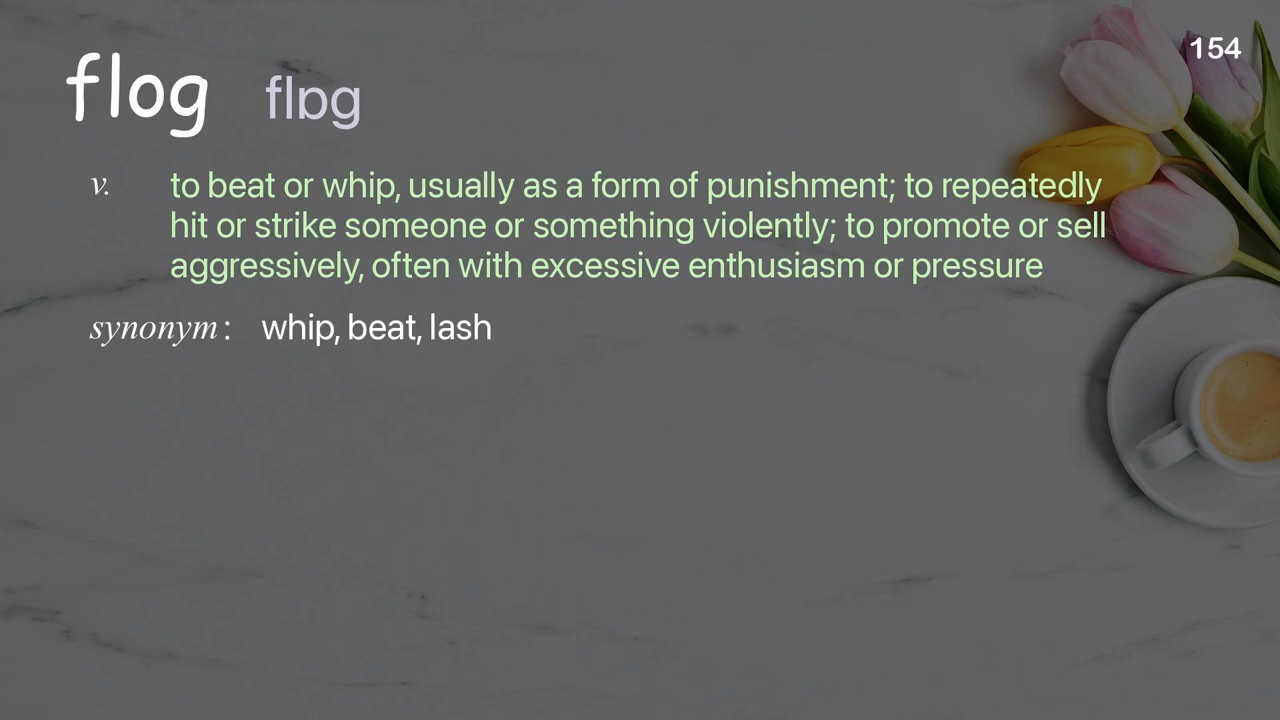 154
flog flɒg
v. to beat or whip, usually as a form of punishment; to repeatedly
hit or strike someone or something violently; to promote or sell
aggressively, often with excessive enthusiasm or pressure
synonym : whip, beat, lash